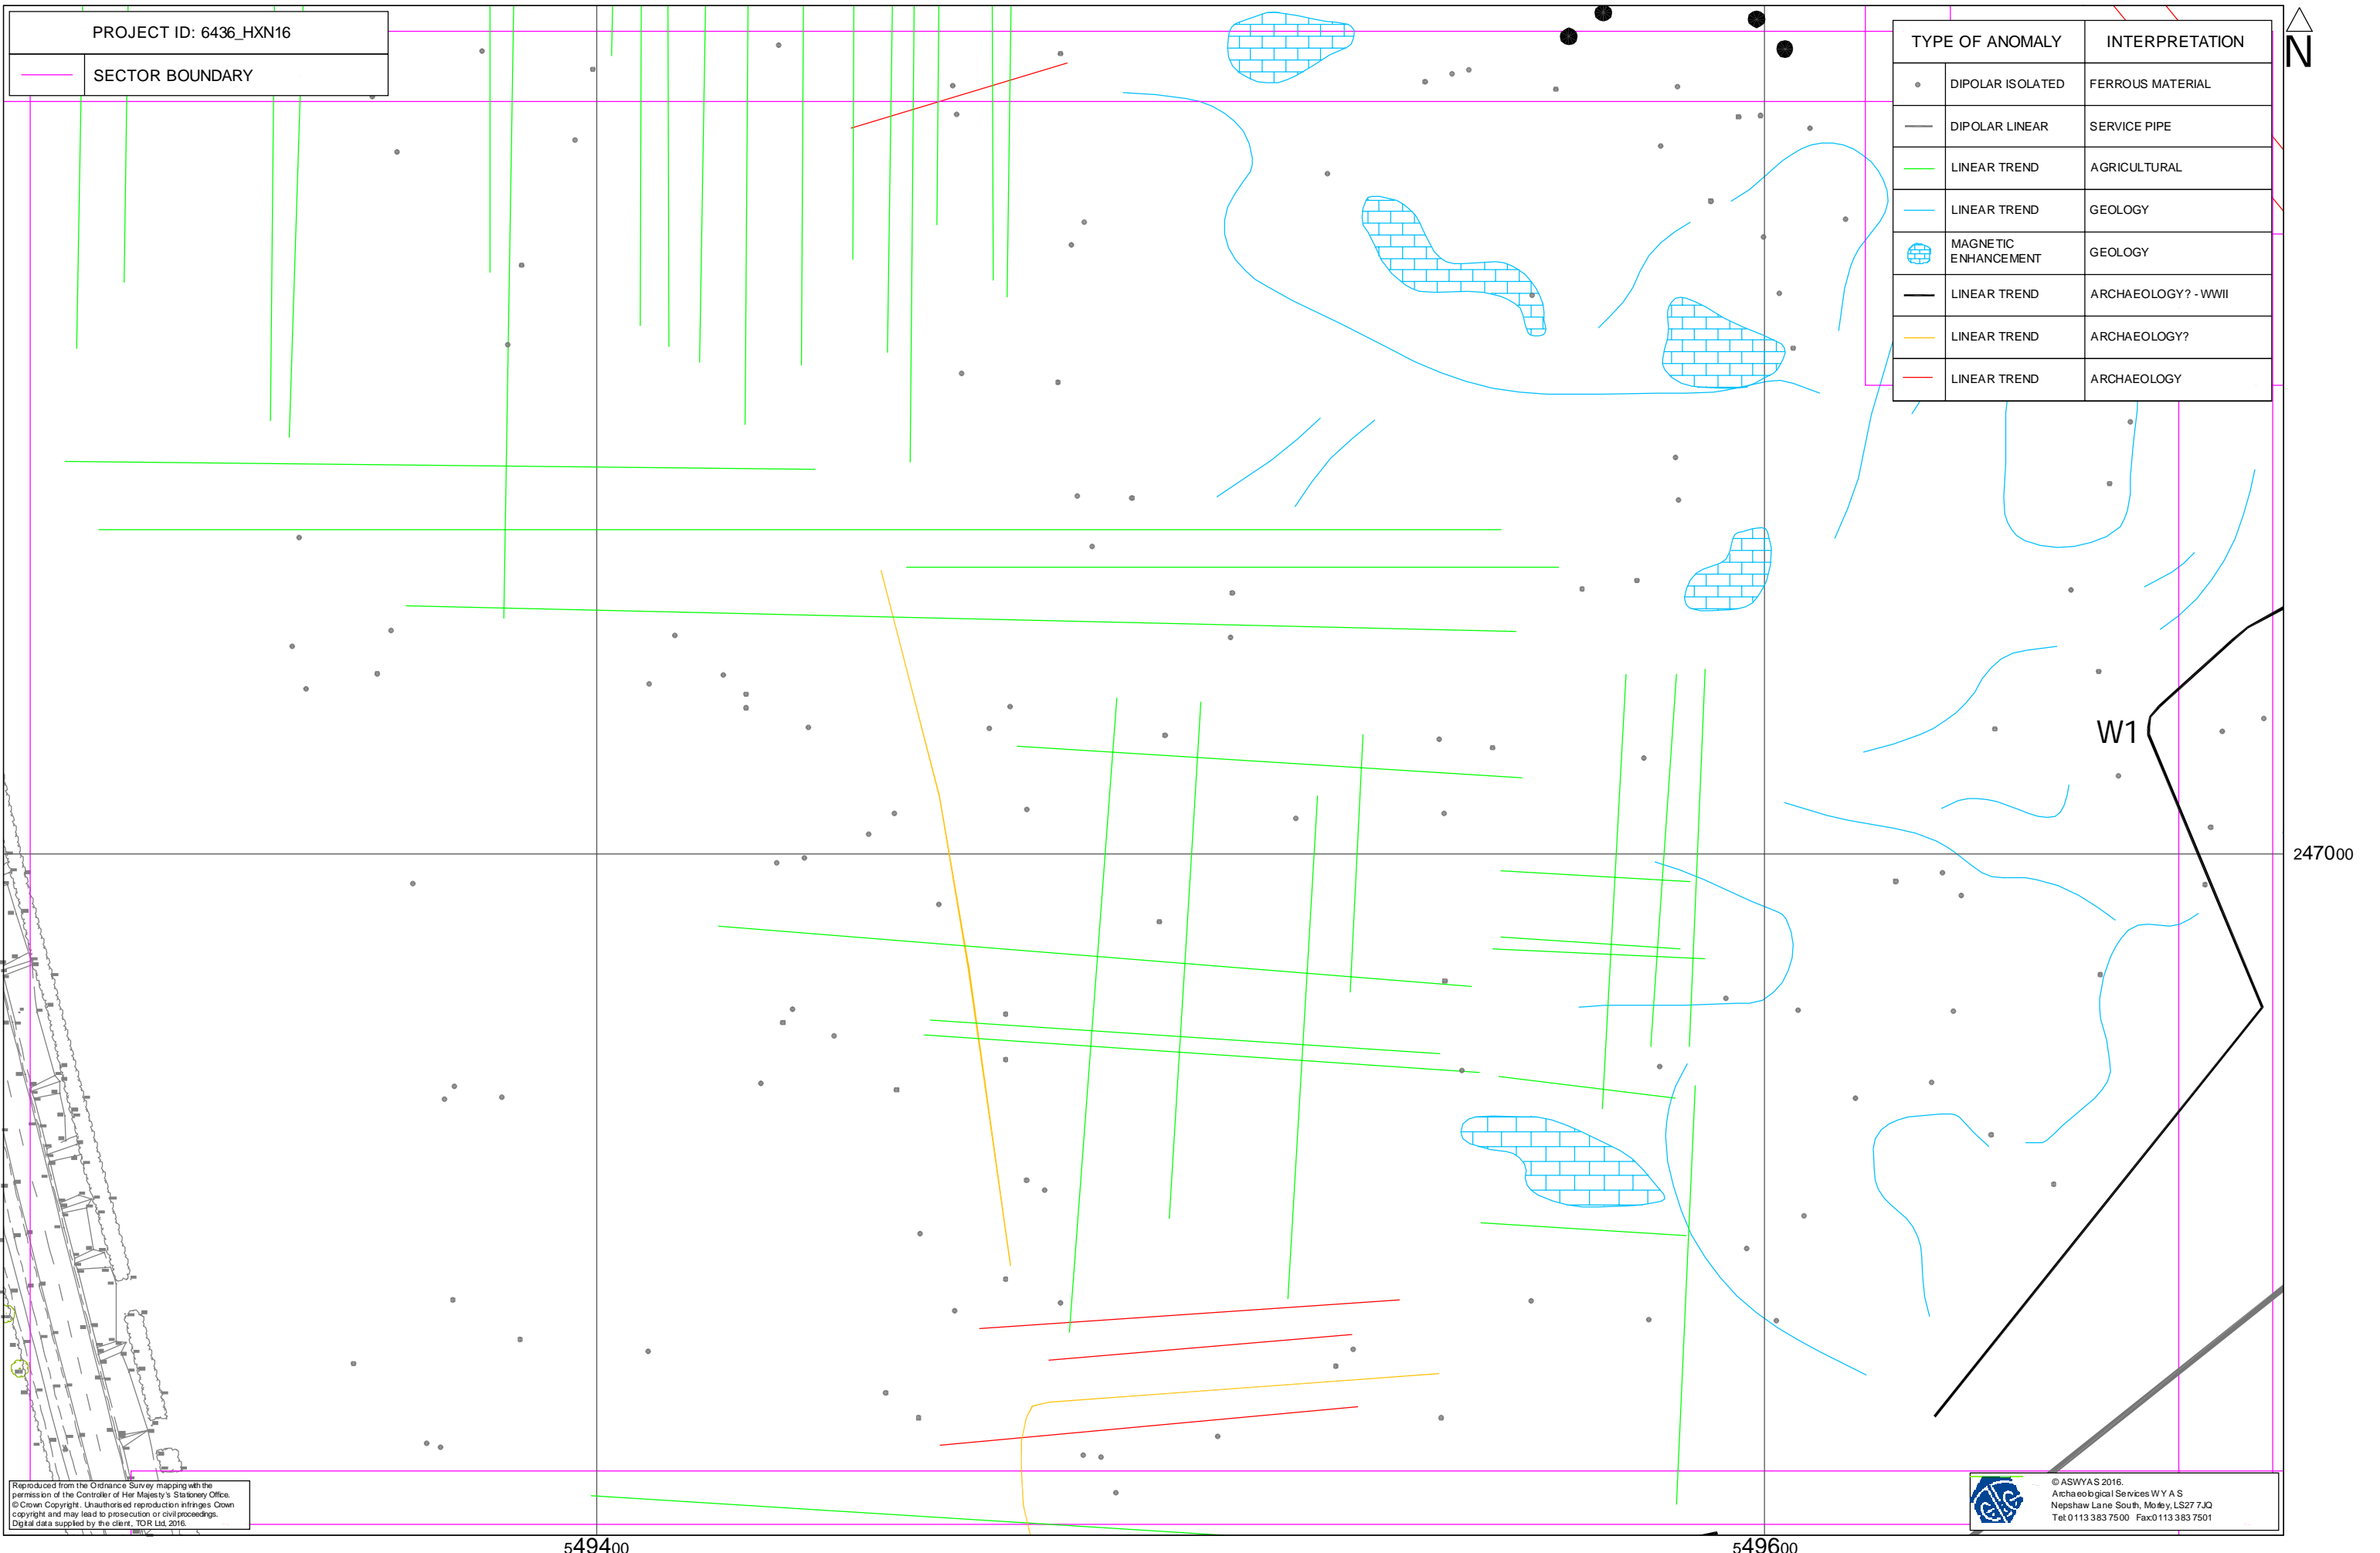 PROJECT ID: 6436_HXN16
SECTOR BOUNDARY
TYPE OF ANOMALY INTERPRETATION
N
DIPOLAR ISOLATED FERROUS MATERIAL
DIPOLAR LINEAR SERVICE PIPE
LINEAR TREND AGRICULTURAL
LINEAR TREND GEOLOGY
MAGNETIC
ENHANCEMENT GEOLOGY
LINEAR TREND ARCHAEOLOGY? - WWII
LINEAR TREND ARCHAEOLOGY?
LINEAR TREND ARCHAEOLOGY
W1
247000
Reproduced from the Ordnance Survey mapping with the
permission of the Controller of Her Majesty's Stationery Office.
© Crown Copyright. Unauthorised reproduction infringes Crown
copyright and may lead to prosecution or civil proceedings.
Digital data supplied by the client, TOR Ltd, 2016.
© ASWYAS 2016.
Archaeological Services W Y A S
Nepshaw Lane South, Morley, LS27 7JQ
Tel: 0113 383 7500 Fax:0113 383 7501
549400
549600